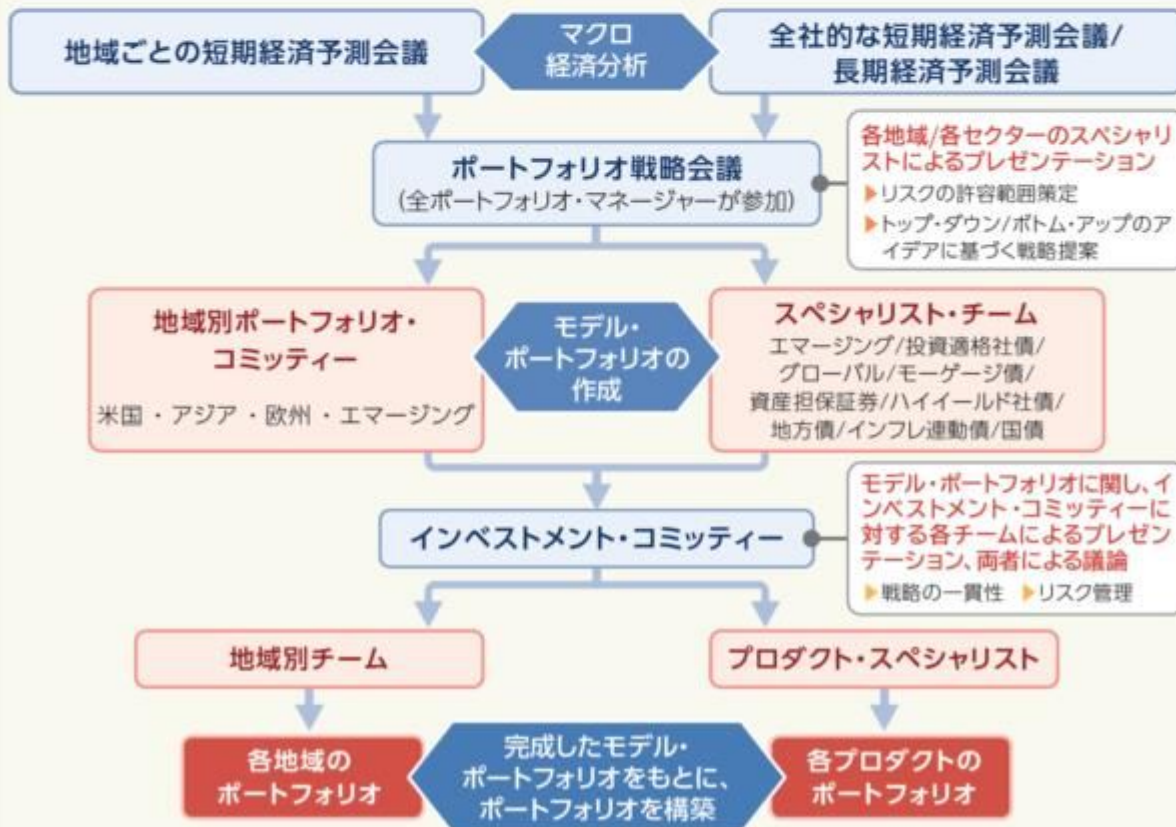 地域ごとの短期経済予測会議
マクロ
経済分析
全社的な短期経済予測会議/
長期経済予測会議
ポートフォリオ戦略会議
(全ポートフォリオ・マネージャーが参加)
各地域/各セクターのスペシャリ
ストによるプレゼンテーション
▶リスクの許容範囲策定
▶トップ・ダウン/ボトム・アップのア
イデアに基づく戦略提案
地域別ポートフォリオ・
コミッティー
米国・アジア・欧州・エマージング
モデル・
ポートフォリオの
作成
スペシャリスト・チーム
エマージング/投資適格社債/
グローバル/モーゲージ債/
資産担保証券/ハイイールド社債/
地方債/インフレ連動債/国債
インベストメント・コミッティー
モデル・ポートフォリオに関し、イ
ンベストメント・コミッティーに
対する各チームによるプレゼン
テーション、両者による議論
▶戦略の一貫性 ▶リスク管理
地域別チーム
プロダクト・スペシャリスト
各地域の
ポートフォリオ
完成したモデル・
ポートフォリオをもとに、
ポートフォリオを構築
各プロダクトの
ポートフォリオ